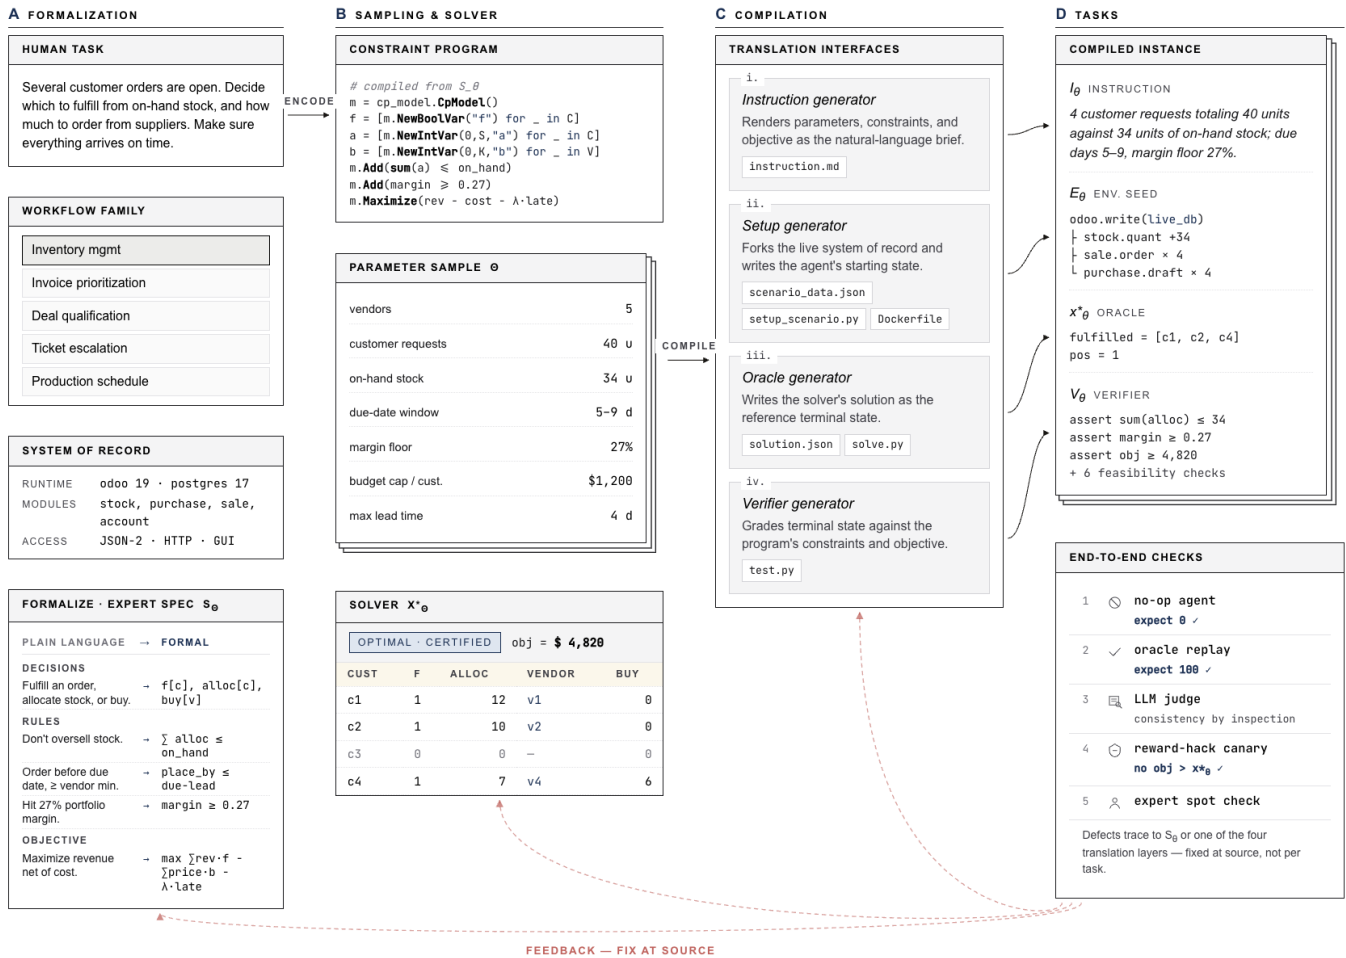 A FORMALIZATION
HUMAN TASK
Several customer orders are open. Decide
which to fulfill from on-hand stock, and how
much to order from suppliers. Make sure
everything arrives on time.
WORKFLOW FAMILY
Inventory mgmt
Invoice prioritization
Deal qualification
Ticket escalation
Production schedule
SYSTEM OF RECORD
RUNTIME odoo 19 · postgres 17
MODULES stock, purchase, sale,
account
ACCESS JSON-2 · HTTP · GUI
FORMALIZE · EXPERT SPEC S_Θ
PLAIN LANGUAGE → FORMAL
DECISIONS
Fulfill an order, → f[c], alloc[c],
allocate stock, or buy. buy[v]
RULES
Don't oversell stock. → ∑ alloc ≤
on_hand
Order before due → place_by ≤
date, ≥ vendor min. due-lead
Hit 27% portfolio → margin ≥ 0.27
margin.
OBJECTIVE
Maximize revenue → max ∑rev·f -
net of cost. ∑price·b -
λ·late
ENCODE
B SAMPLING & SOLVER
CONSTRAINT PROGRAM
# compiled from S_θ
m = cp_model.CpModel()
f = [m.NewBoolVar("f") for _ in C]
a = [m.NewIntVar(0,S,"a") for _ in C]
b = [m.NewIntVar(0,K,"b") for _ in V]
m.Add(sum(a) ≤ on_hand)
m.Add(margin ≥ 0.27)
m.Maximize(rev - cost - λ·late)
PARAMETER SAMPLE Θ
vendors 5
customer requests 40 u
on-hand stock 34 u
due-date window 5–9 d
margin floor 27%
budget cap / cust. $1,200
max lead time 4 d
SOLVER X*_Θ
OPTIMAL · CERTIFIED obj = $ 4,820
CUST F ALLOC VENDOR BUY
c1 1 12 v1 0
c2 1 10 v2 0
c3 0 0 — 0
c4 1 7 v4 6
COMPILE
C COMPILATION
TRANSLATION INTERFACES
i.
Instruction generator
Renders parameters, constraints, and
objective as the natural-language brief.
instruction.md
ii.
Setup generator
Forks the live system of record and
writes the agent's starting state.
scenario_data.json
setup_scenario.py Dockerfile
iii.
Oracle generator
Writes the solver's solution as the
reference terminal state.
solution.json solve.py
iv.
Verifier generator
Grades terminal state against the
program's constraints and objective.
test.py
D TASKS
COMPILED INSTANCE
I_θ INSTRUCTION
4 customer requests totaling 40 units
against 34 units of on-hand stock; due
days 5–9, margin floor 27%.
E_θ ENV. SEED
odoo.write(live_db)
├ stock.quant +34
├ sale.order × 4
└ purchase.draft × 4
x*_θ ORACLE
fulfilled = [c1, c2, c4]
pos = 1
V_θ VERIFIER
assert sum(alloc) ≤ 34
assert margin ≥ 0.27
assert obj ≥ 4,820
+ 6 feasibility checks
END-TO-END CHECKS
1 no-op agent
expect 0 ✓
2 oracle replay
expect 100 ✓
3 LLM judge
consistency by inspection
4 reward-hack canary
no obj > x*_θ ✓
5 expert spot check
Defects trace to S_θ or one of the four
translation layers — fixed at source, not per
task.
FEEDBACK — FIX AT SOURCE